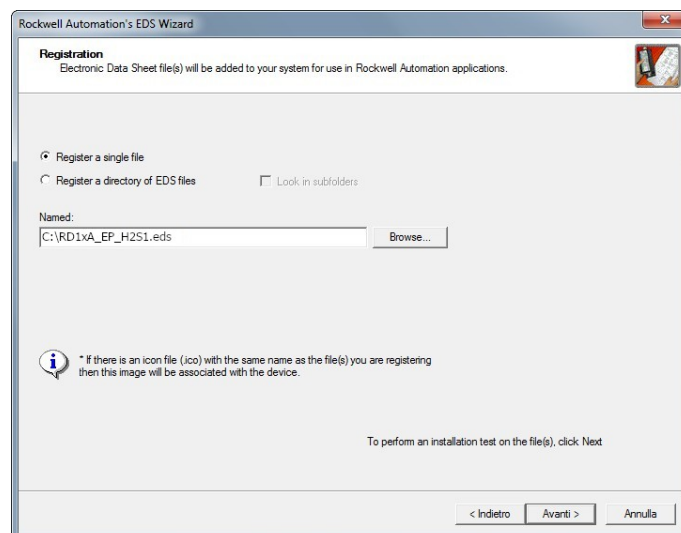 Rockwell Automation's EDS Wizard
Registration
Electronic Data Sheet file(s) will be added to your system for use in Rockwell Automation applications.
Register a single file
Register a directory of EDS files
Look in subfolders
Named:
C:\RD1xA_EP_H2S1.eds
Browse...
* If there is an icon file (.ico) with the same name as the file(s) you are registering
then this image will be associated with the device.
To perform an installation test on the file(s), click Next
< Indietro
Avanti >
Annulla